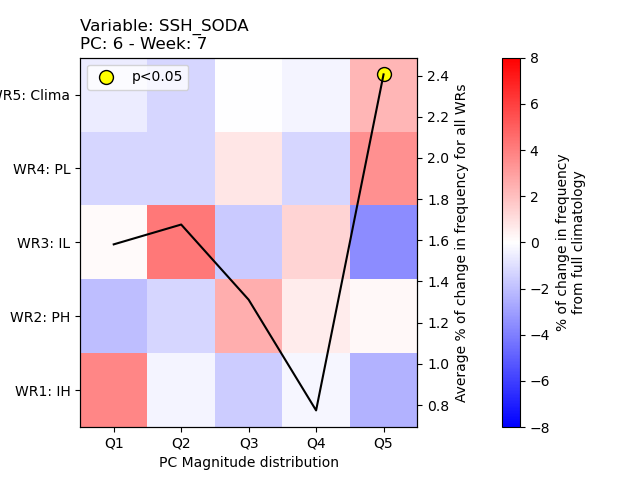 Variable: SSH_SODA
PC: 6 - Week: 7
p<0.05
R5: Clima
WR4: PL
WR3: IL
WR2: PH
WR1: IH
Q1 Q2 Q3 Q4 Q5
PC Magnitude distribution
2.4
2.2
2.0
1.8
1.6
1.4
1.2
1.0
0.8
Average % of change in frequency for all WRs
8
6
4
2
0
−2
−4
−6
−8
% of change in frequency
from full climatology